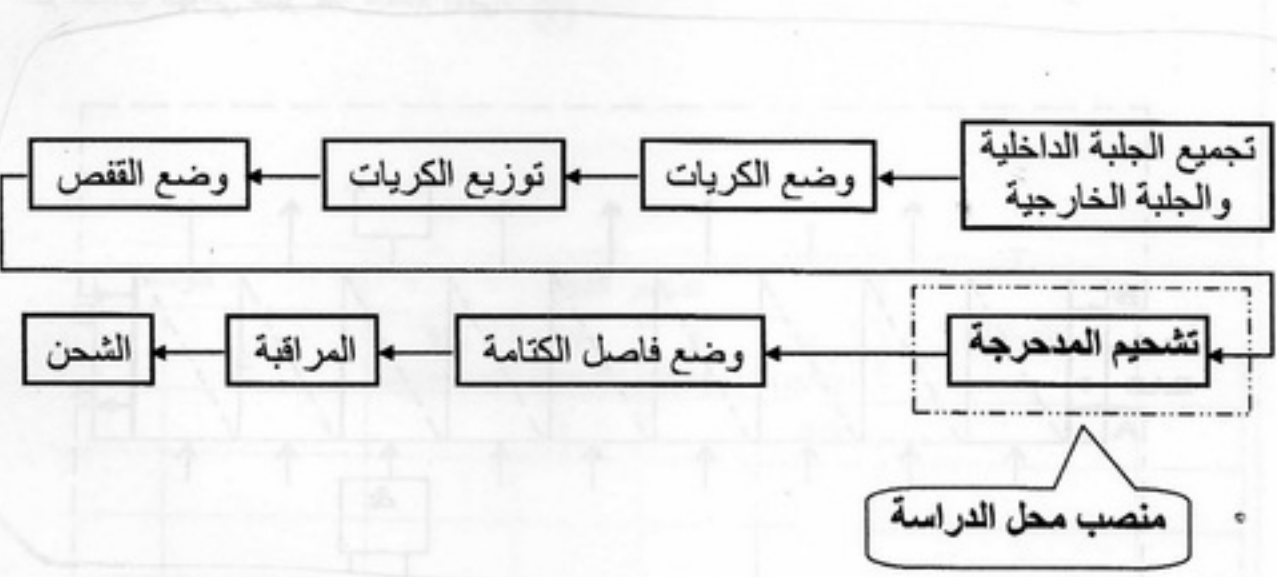 تجميع الجلبة الداخلية
والجلبة الخارجية
وضع الكريات
توزيع الكريات
وضع القفص
تشحيم المدحرجة
وضع فاصل الكتامة
المراقبة
الشحن
منصب محل الدراسة